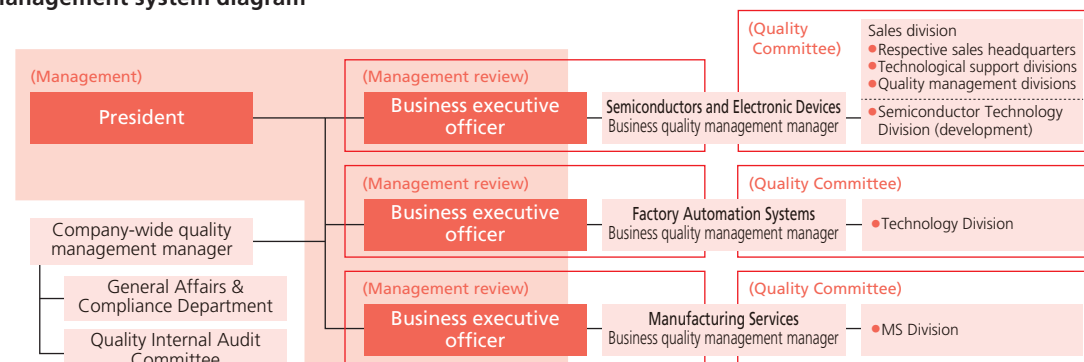 management system diagram
(Management)
President
(Management review)
Business executive
officer
Semiconductors and Electronic Devices
Business quality management manager
(Quality
Committee)
Sales division
●Respective sales headquarters
●Technological support divisions
●Quality management divisions
●Semiconductor Technology
Division (development)
(Management review)
Business executive
officer
Factory Automation Systems
Business quality management manager
(Quality Committee)
●Technology Division
Company-wide quality
management manager
General Affairs &
Compliance Department
Quality Internal Audit
Committee
(Management review)
Business executive
officer
Manufacturing Services
Business quality management manager
(Quality Committee)
●MS Division